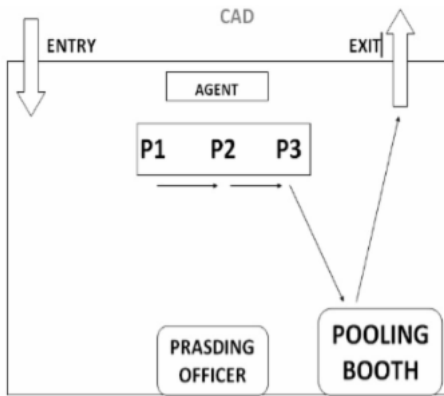 CAD
ENTRY
EXIT
AGENT
P1 P2 P3
PRASDING
OFFICER
POOLING
BOOTH